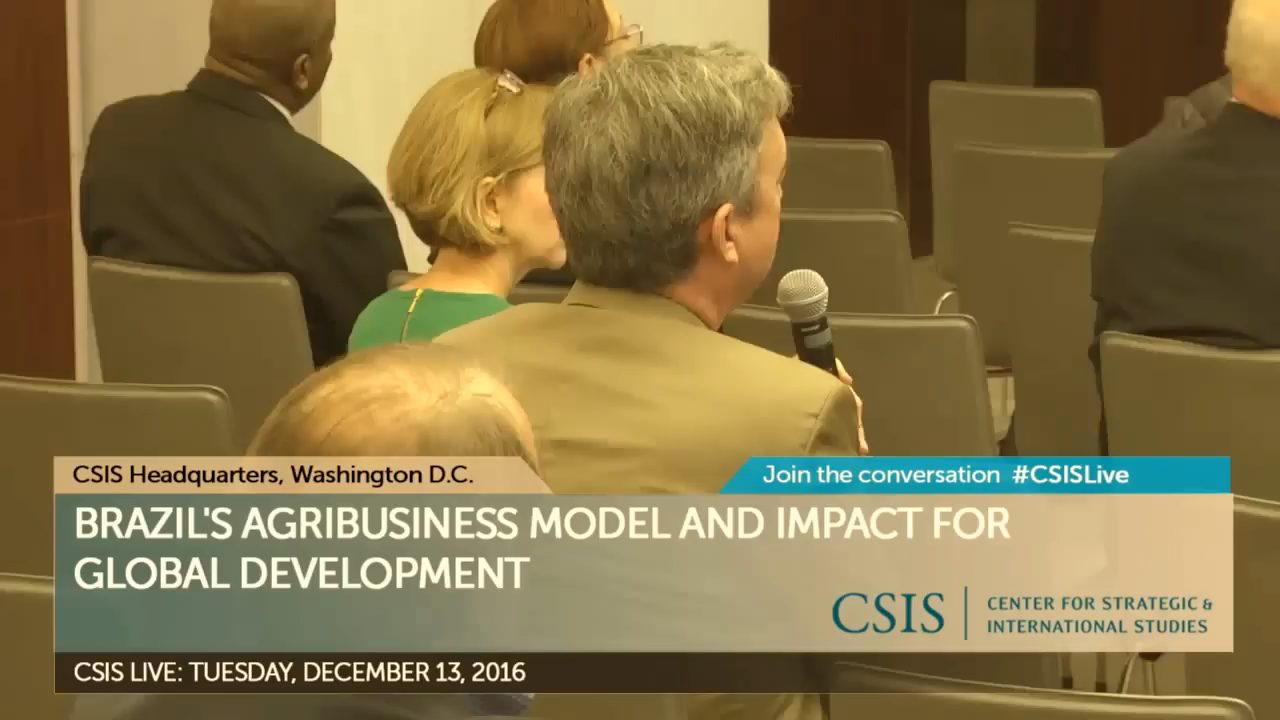 CSIS Headquarters, Washington D.C.
Join the conversation #CSISLive
BRAZIL'S AGRIBUSINESS MODEL AND IMPACT FOR
GLOBAL DEVELOPMENT
CSIS
CENTER FOR STRATEGIC &
INTERNATIONAL STUDIES
CSIS LIVE: TUESDAY, DECEMBER 13, 2016